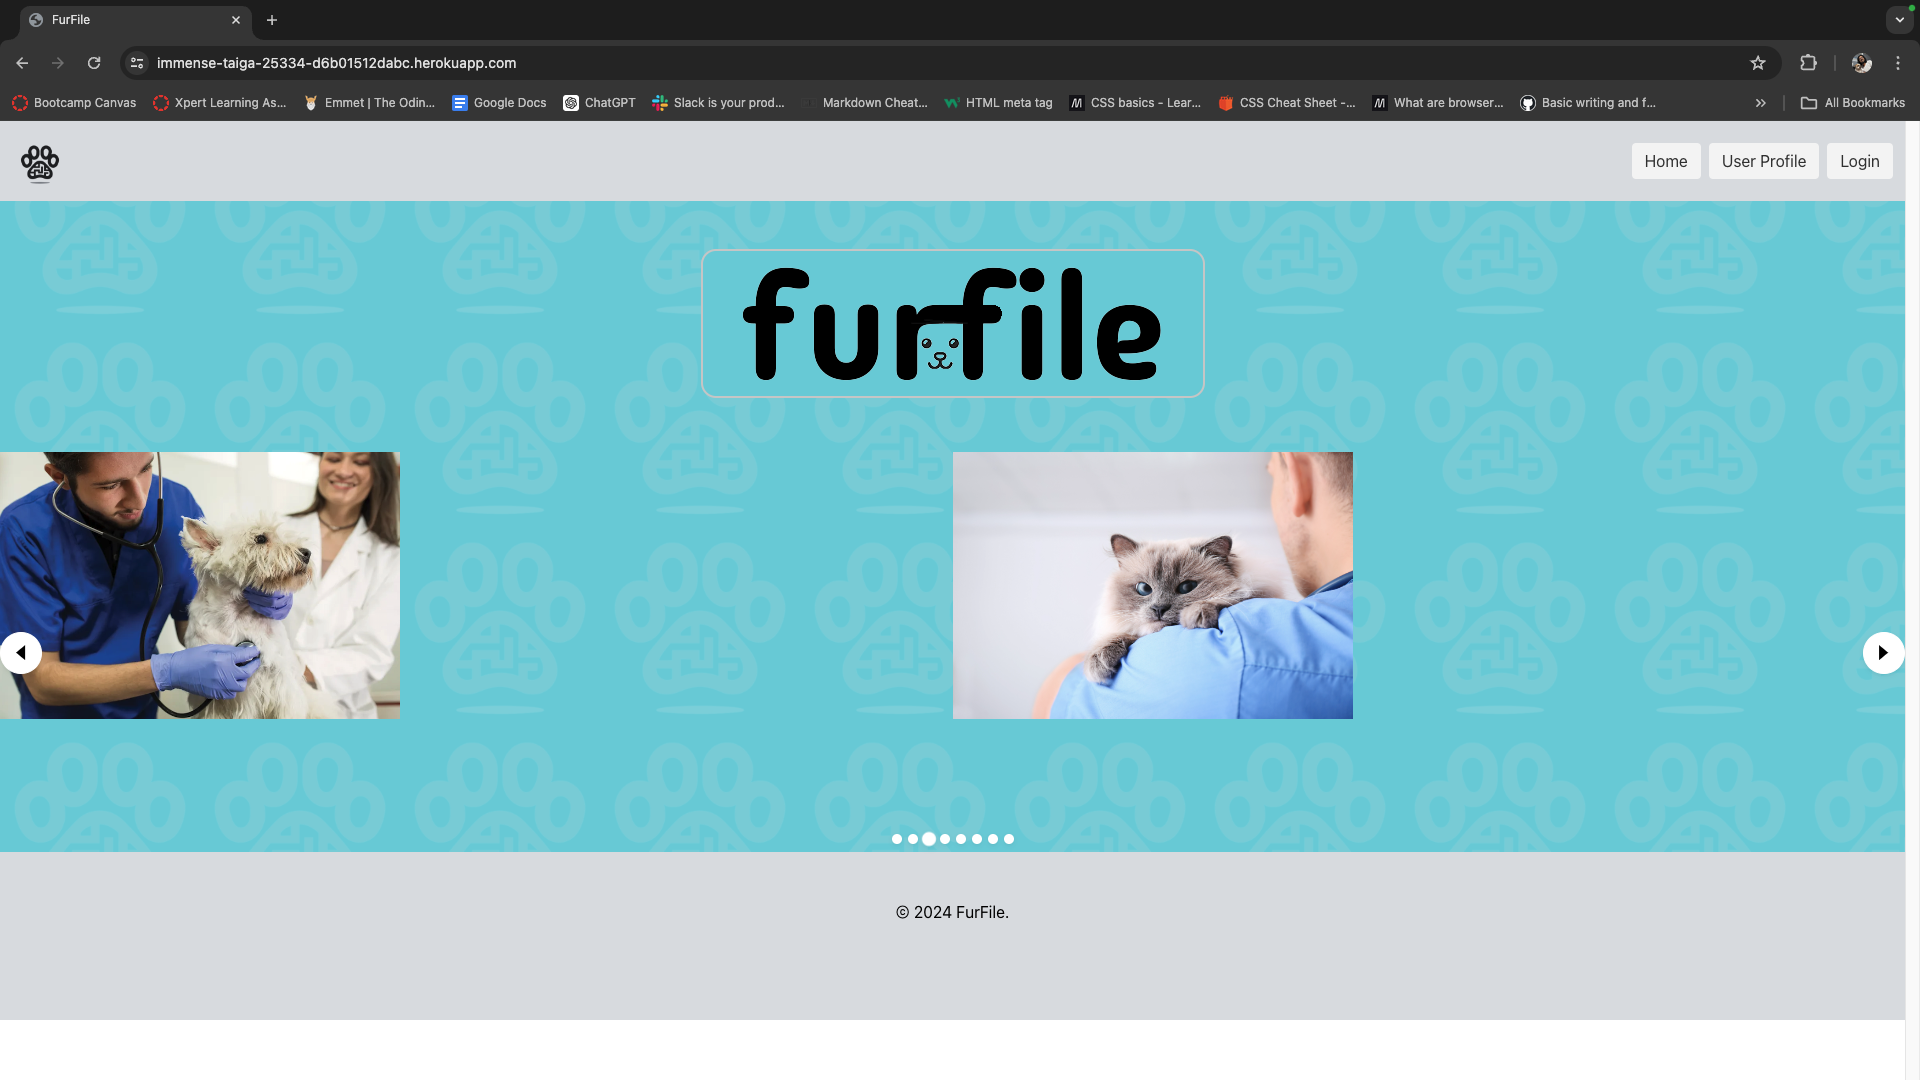 FurFile
immense-taiga-25334-d6b01512dabc.herokuapp.com
Bootcamp Canvas
Xpert Learning As...
Emmet | The Odin...
Google Docs
ChatGPT
Slack is your prod...
Markdown Cheat...
HTML meta tag
CSS basics - Lear...
CSS Cheat Sheet -...
What are browser...
Basic writing and f...
All Bookmarks
Home
User Profile
Login
furfile
© 2024 FurFile.